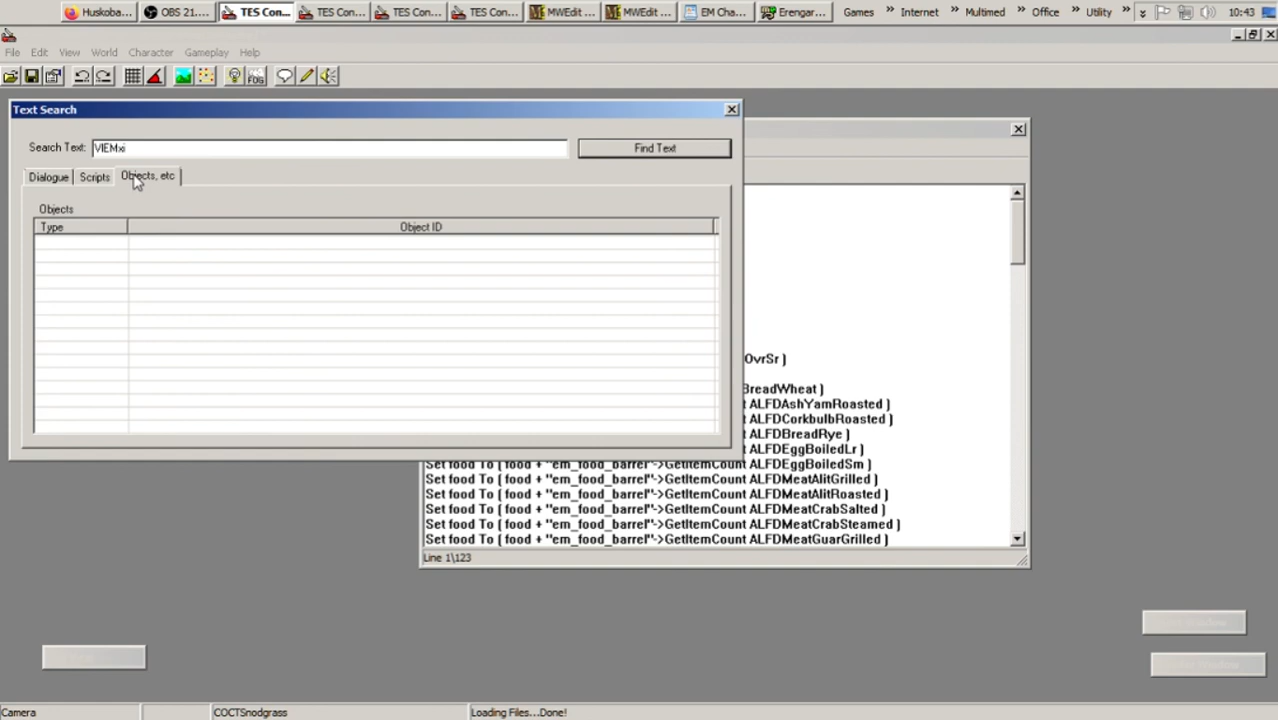 Huskoba... OBS 21.... TES Con... TES Con... TES Con... TES Con... MWEdit ... MWEdit ... EM Cha... Erengar... Games » Internet » Multimed » Office » Utility » 10:43
File Edit View World Character Gameplay Help
Text Search
Search Text: VIEMxi Find Text
Dialogue Scripts Objects, etc
Objects
Type Object ID
OvrSr )
BreadWheat )
t ALFDAshYamRoasted )
t ALFDCorkbulbRoasted )
t ALFDBreadRye )
t ALFDEggBoiledLr )
Set food To ( food + "em_food_barrel"->GetItemCount ALFDEggBoiledSm )
Set food To ( food + "em_food_barrel"->GetItemCount ALFDMeatAlitGrilled )
Set food To ( food + "em_food_barrel"->GetItemCount ALFDMeatAlitRoasted )
Set food To ( food + "em_food_barrel"->GetItemCount ALFDMeatCrabSalted )
Set food To ( food + "em_food_barrel"->GetItemCount ALFDMeatCrabSteamed )
Set food To ( food + "em_food_barrel"->GetItemCount ALFDMeatGuarGrilled )
Line 1\123
Camera COCTSnodgrass Loading Files...Done!